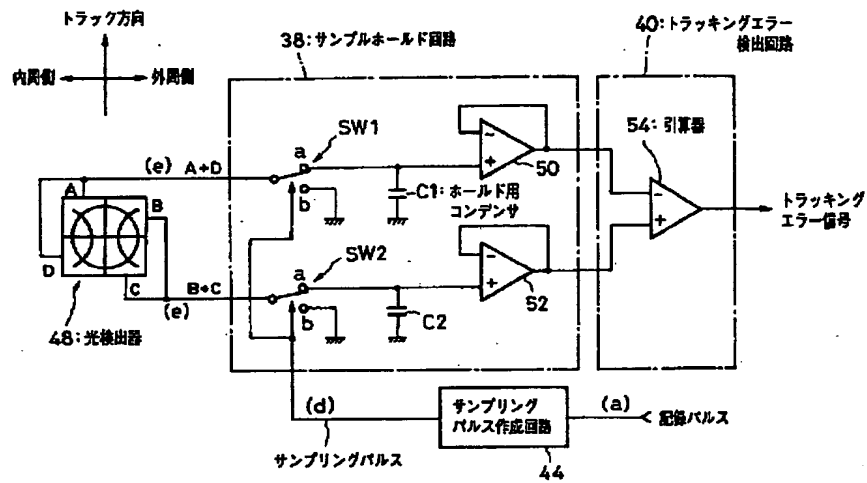 トラック方向
内周側
外周側
38:サンプルホールド回路
40:トラッキングエラー
検出回路
SW1
a
b
(e) A+D
A
B
D
C
50
54:引算器
C1:ホールド用
コンデンサ
トラッキング
エラー信号
SW2
a
b
B+C
(e)
52
C2
48:光検出器
(d)
サンプリング
パルス作成回路
(a)
記録パルス
サンプリングパルス
44